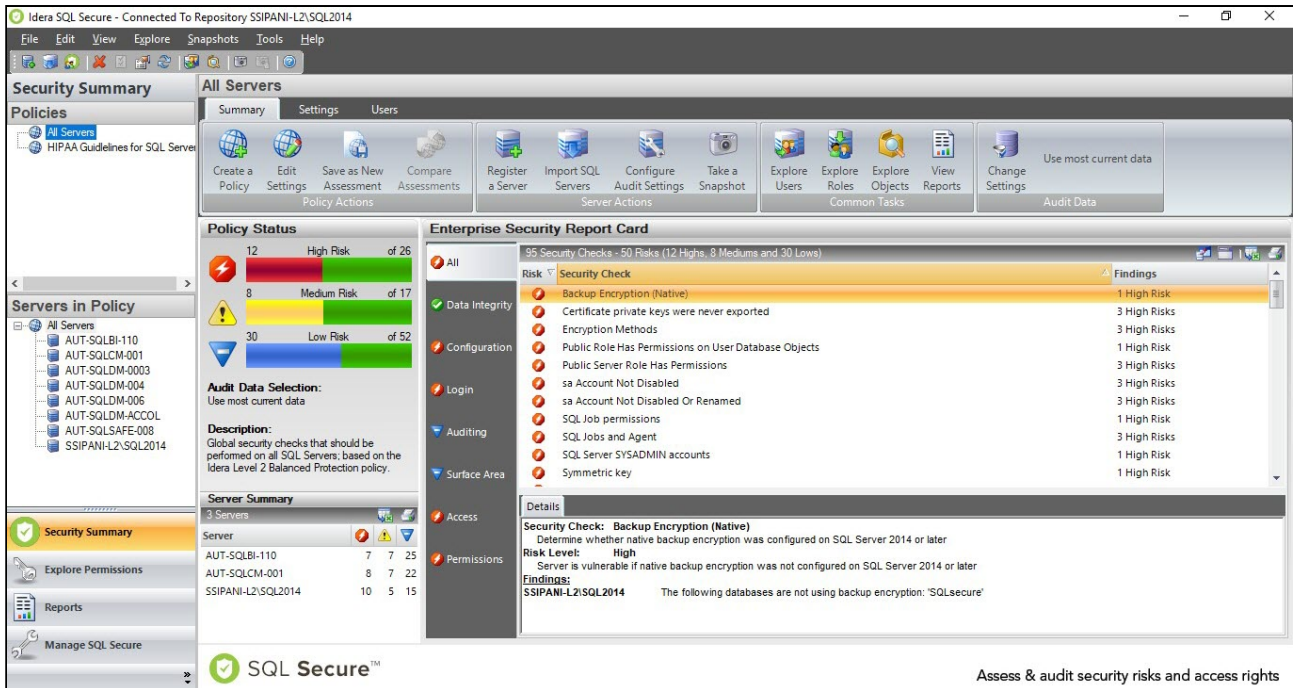 Idera SQL Secure - Connected To Repository SSIPANI-L2\SQL2014
File Edit View Explore Snapshots Tools Help
Security Summary
Policies
All Servers
HIPAA Guidelines for SQL Server
Servers in Policy
All Servers
AUT-SQLBI-110
AUT-SQLCM-001
AUT-SQLDM-0003
AUT-SQLDM-004
AUT-SQLDM-006
AUT-SQLDM-ACCOL
AUT-SQLSAFE-008
SSIPANI-L2\SQL2014
Security Summary
Explore Permissions
Reports
Manage SQL Secure
All Servers
Summary Settings Users
Create a Policy
Edit Settings
Save as New Assessment
Compare Assessments
Policy Actions
Register a Server
Import SQL Servers
Configure Audit Settings
Take a Snapshot
Server Actions
Explore Users
Explore Roles
Explore Objects
View Reports
Common Tasks
Change Settings
Use most current data
Audit Data
Policy Status
12 High Risk of 26
8 Medium Risk of 17
30 Low Risk of 52
Audit Data Selection:
Use most current data
Description:
Global security checks that should be
performed on all SQL Servers; based on the
Idera Level 2 Balanced Protection policy.
Server Summary
3 Servers
Server
AUT-SQLBI-110 7 7 25
AUT-SQLCM-001 8 7 22
SSIPANI-L2\SQL2014 10 5 15
Enterprise Security Report Card
All
Data Integrity
Configuration
Login
Auditing
Surface Area
Access
Permissions
95 Security Checks - 50 Risks (12 Highs, 8 Mediums and 30 Lows)
Risk Security Check Findings
Backup Encryption (Native) 1 High Risk
Certificate private keys were never exported 3 High Risks
Encryption Methods 3 High Risks
Public Role Has Permissions on User Database Objects 1 High Risk
Public Server Role Has Permissions 3 High Risks
sa Account Not Disabled 3 High Risks
sa Account Not Disabled Or Renamed 3 High Risks
SQL Job permissions 1 High Risk
SQL Jobs and Agent 3 High Risks
SQL Server SYSADMIN accounts 1 High Risk
Symmetric key 1 High Risk
Details
Security Check: Backup Encryption (Native)
Determine whether native backup encryption was configured on SQL Server 2014 or later
Risk Level: High
Server is vulnerable if native backup encryption was not configured on SQL Server 2014 or later
Findings:
SSIPANI-L2\SQL2014 The following databases are not using backup encryption: 'SQLsecure'
SQL Secure™
Assess & audit security risks and access rights